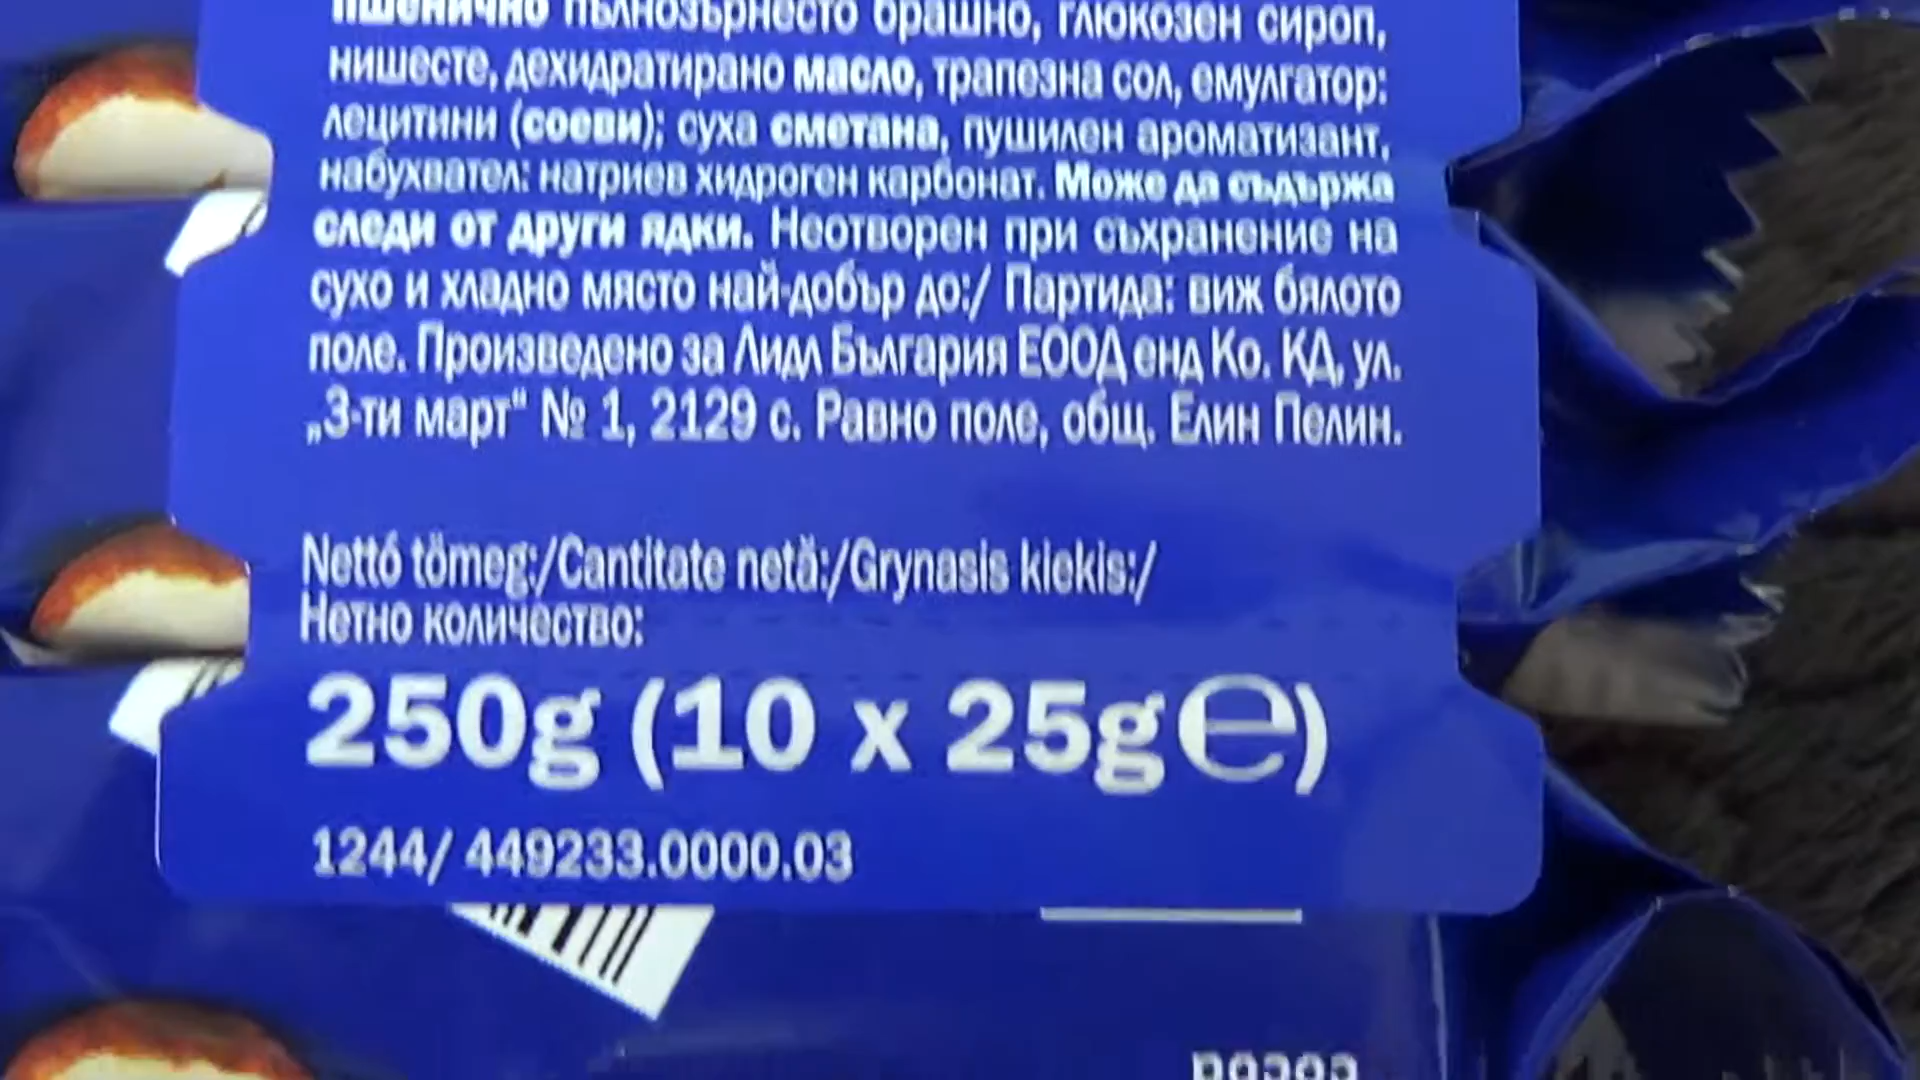 пшенично пълнозърнесто брашно, глюкозен сироп,
нишесте, дехидратирано масло, трапезна сол, емулгатор:
лецитини (соеви); суха сметана, пушилен ароматизант,
набухвател: натриев хидроген карбонат. Може да съдържа
следи от други ядки. Неотворен при съхранение на
сухо и хладно място най-добър до:/ Партида: виж бялото
поле. Произведено за Лидл България ЕООД енд Ко. КД, ул.
„3-ти март“ № 1, 2129 с. Равно поле, общ. Елин Пелин.
Nettó tömeg:/Cantitate netă:/Grynasis kiekis:/
Нетно количество:
250g (10 x 25g℮)
1244/ 449233.0000.03